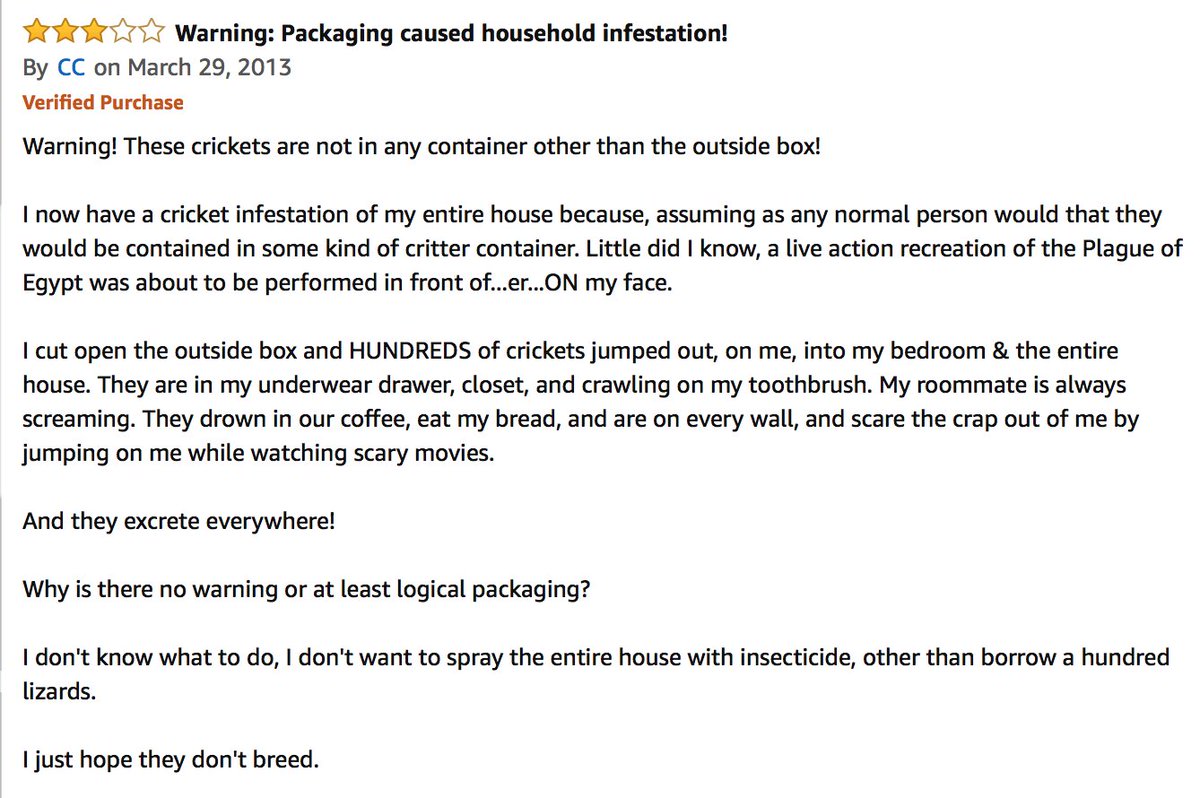 Warning: Packaging caused household infestation!
By CC on March 29, 2013
Verified Purchase
Warning! These crickets are not in any container other than the outside box!
I now have a cricket infestation of my entire house because, assuming as any normal person would that they
would be contained in some kind of critter container. Little did I know, a live action recreation of the Plague of
Egypt was about to be performed in front of...er...ON my face.
I cut open the outside box and HUNDREDS of crickets jumped out, on me, into my bedroom & the entire
house. They are in my underwear drawer, closet, and crawling on my toothbrush. My roommate is always
screaming. They drown in our coffee, eat my bread, and are on every wall, and scare the crap out of me by
jumping on me while watching scary movies.
And they excrete everywhere!
Why is there no warning or at least logical packaging?
I don't know what to do, I don't want to spray the entire house with insecticide, other than borrow a hundred
lizards.
I just hope they don't breed.